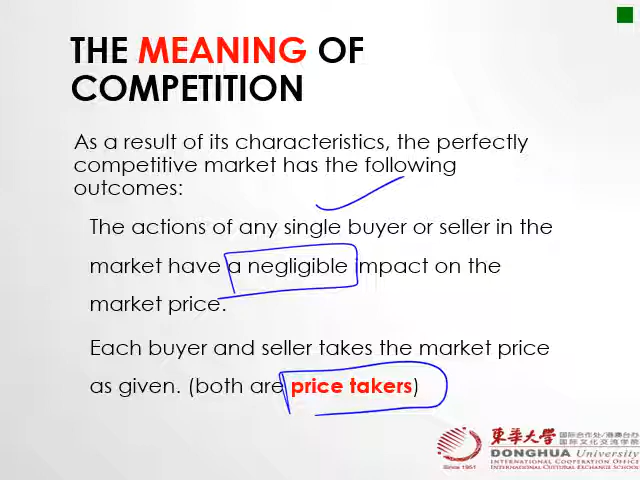 THE MEANING OF
COMPETITION
As a result of its characteristics, the perfectly
competitive market has the following
outcomes:
The actions of any single buyer or seller in the
market have a negligible impact on the
market price.
Each buyer and seller takes the market price
as given. (both are price takers)
東華大學 国际合作处/港澳台办
国际文化交流学院
DONGHUA University
Since 1951 INTERNATIONAL COOPERATION OFFICE
INTERNATIONAL CULTURAL EXCHANGE SCHOOL